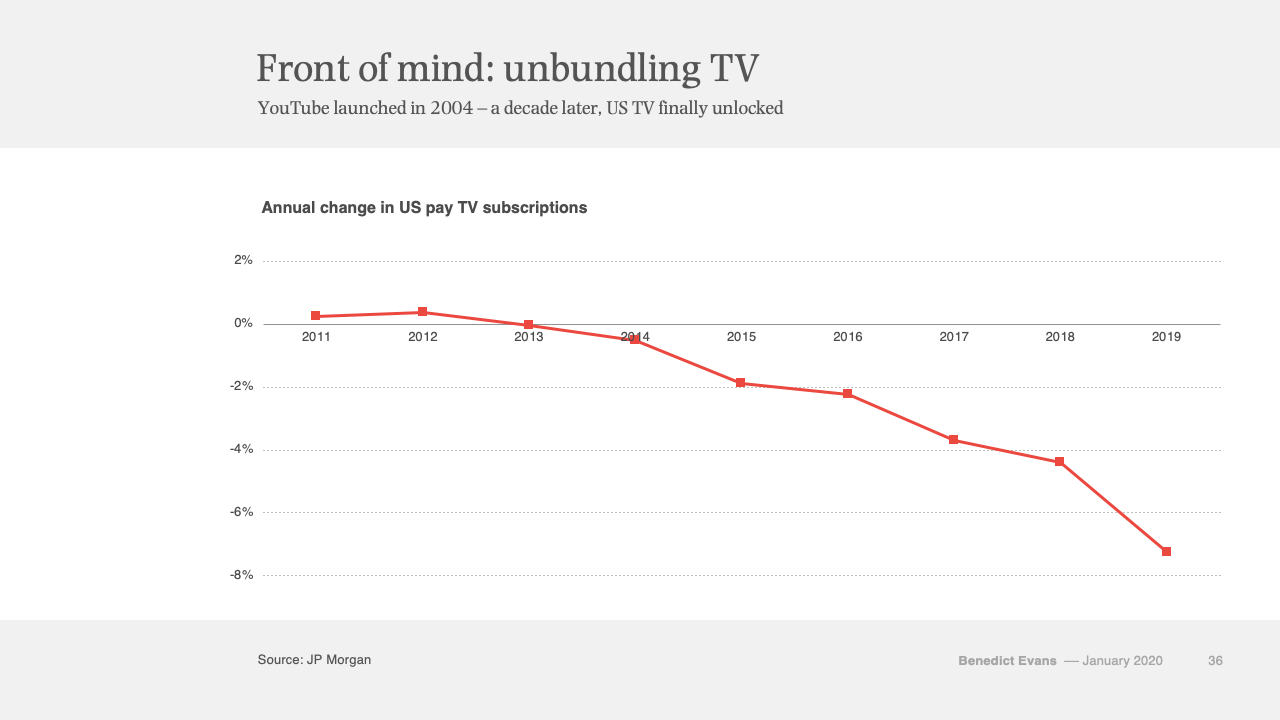 Front of mind: unbundling TV
YouTube launched in 2004 – a decade later, US TV finally unlocked
Annual change in US pay TV subscriptions
2%
0%
2011 2012 2013 2014 2015 2016 2017 2018 2019
-2%
-4%
-6%
-8%
Source: JP Morgan
Benedict Evans — January 2020 36